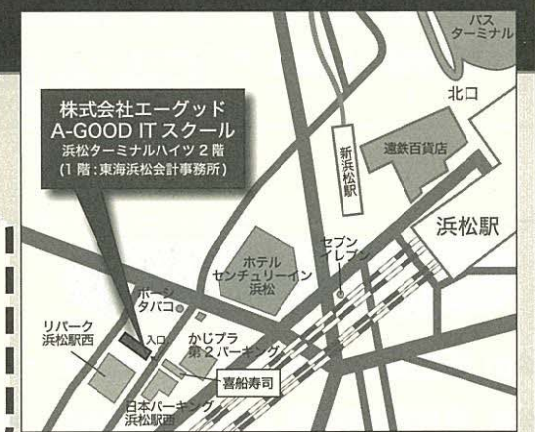 バス
ターミナル
北口
株式会社エーグッド
A-GOOD IT スクール
浜松ターミナルハイツ 2 階
(1 階 : 東海浜松会計事務所)
新浜松駅
遠鉄百貨店
浜松駅
セブン
イレブン
ホテル
センチュリーイン
浜松
ポーシ
タバコ
リパーク
浜松駅西
入口
かじプラ
第 2 パーキング
喜船寿司
日本パーキング
浜松駅西